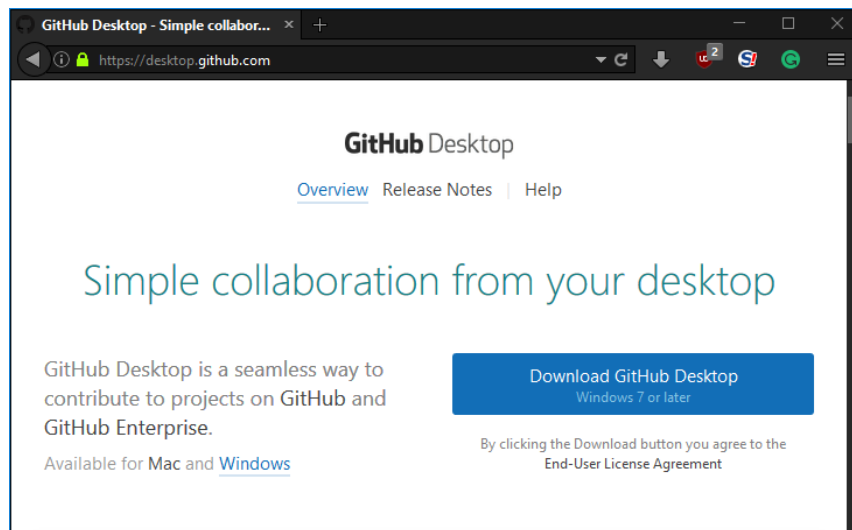 GitHub Desktop - Simple collabor...
https://desktop.github.com
2
GitHub Desktop
Overview Release Notes Help
Simple collaboration from your desktop
GitHub Desktop is a seamless way to
contribute to projects on GitHub and
GitHub Enterprise.
Available for Mac and Windows
Download GitHub Desktop
Windows 7 or later
By clicking the Download button you agree to the
End-User License Agreement